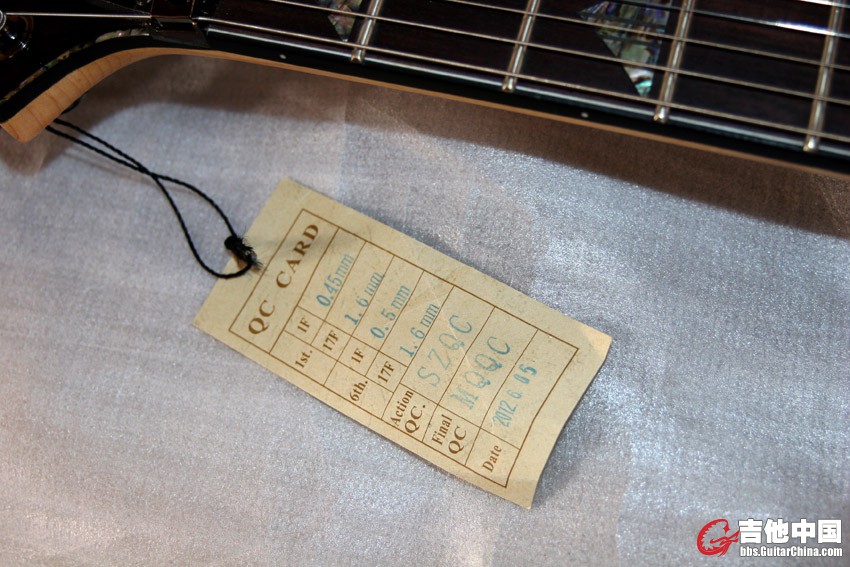 QC CARD
1st. 1F 0.45mm
17F 1.6mm
6th. 1F 0.5mm
17F 1.6mm
Action QC. SZQC
Final QC MQQC
Date 2012 6 05
吉他中国
bbs.GuitarChina.com